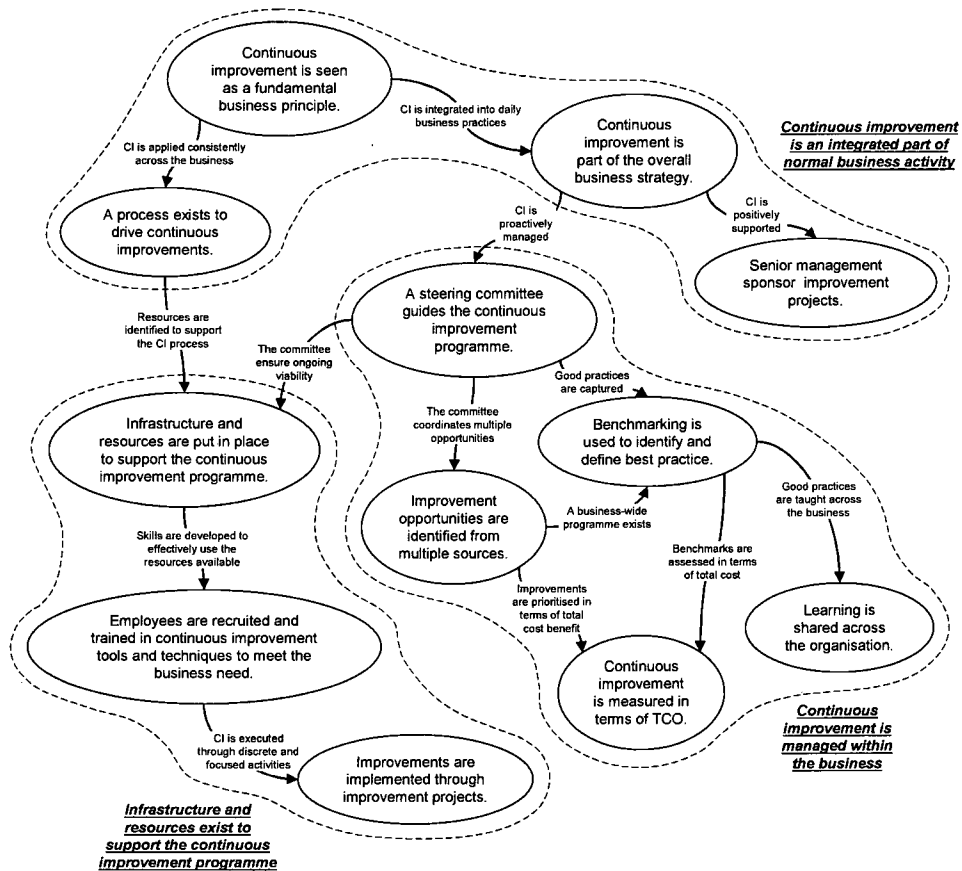 Continuous
improvement is seen
as a fundamental
business principle.
CI is integrated into daily
business practices
Continuous
improvement is
part of the overall
business strategy.
Continuous improvement
is an integrated part of
normal business activity
CI is applied consistently
across the business
A process exists to
drive continuous
improvements.
CI is
proactively
managed
CI is
positively
supported
Senior management
sponsor improvement
projects.
A steering committee
guides the continuous
improvement
programme.
Resources are
identified to support
the CI process
The committee
ensure ongoing
viability
Good practices
are captured
The committee
coordinates multiple
opportunities
Benchmarking is
used to identify and
define best practice.
Infrastructure and
resources are put in place
to support the continuous
improvement programme.
Improvement
opportunities are
identified from
multiple sources.
A business-wide
programme exists
Good practices
are taught across
the business
Skills are developed to
effectively use the
resources available
Benchmarks are
assessed in terms
of total cost
Improvements
are prioritised in
terms of total
cost benefit
Learning is
shared across
the organisation.
Employees are recruited and
trained in continuous improvement
tools and techniques to meet the
business need.
Continuous
improvement
is measured in
terms of TCO.
Continuous
improvement is
managed within
the business
CI is executed
through discrete and
focused activities
Improvements are
implemented through
improvement projects.
Infrastructure and
resources exist to
support the continuous
improvement programme